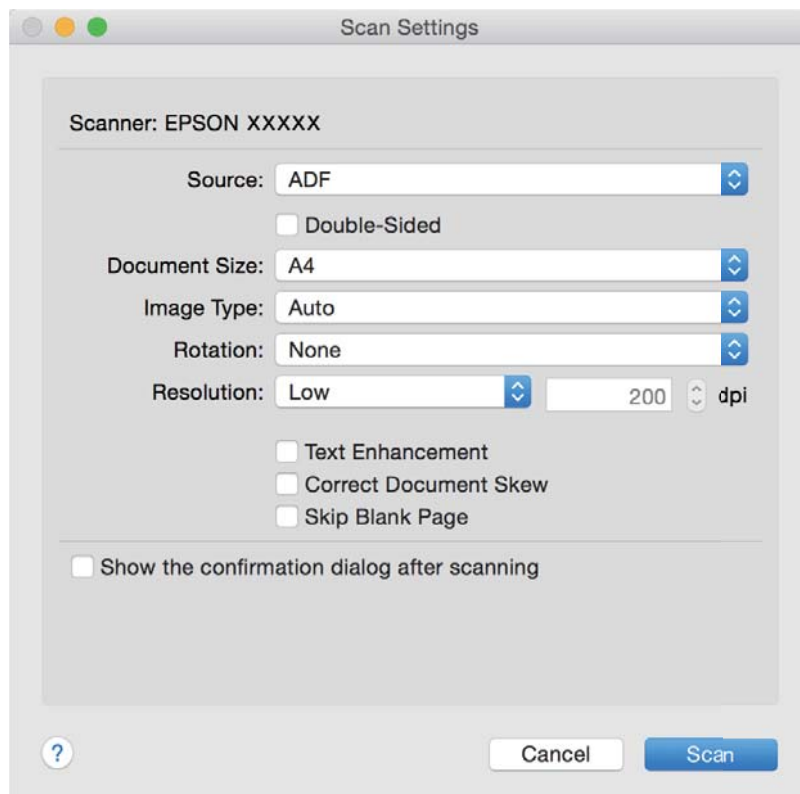 Scan Settings
Scanner: EPSON XXXXX
Source: ADF
Double-Sided
Document Size: A4
Image Type: Auto
Rotation: None
Resolution: Low 200 dpi
Text Enhancement
Correct Document Skew
Skip Blank Page
Show the confirmation dialog after scanning
? Cancel Scan